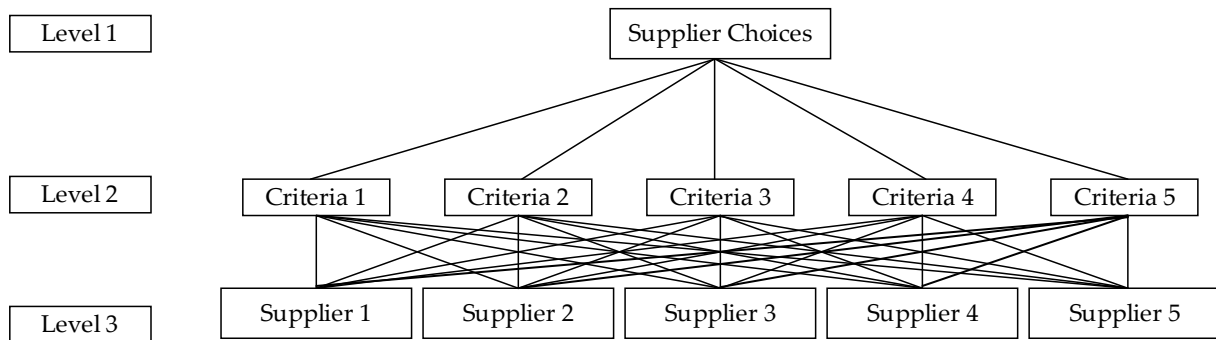 Level 1
Supplier Choices
Level 2
Criteria 1
Criteria 2
Criteria 3
Criteria 4
Criteria 5
Level 3
Supplier 1
Supplier 2
Supplier 3
Supplier 4
Supplier 5